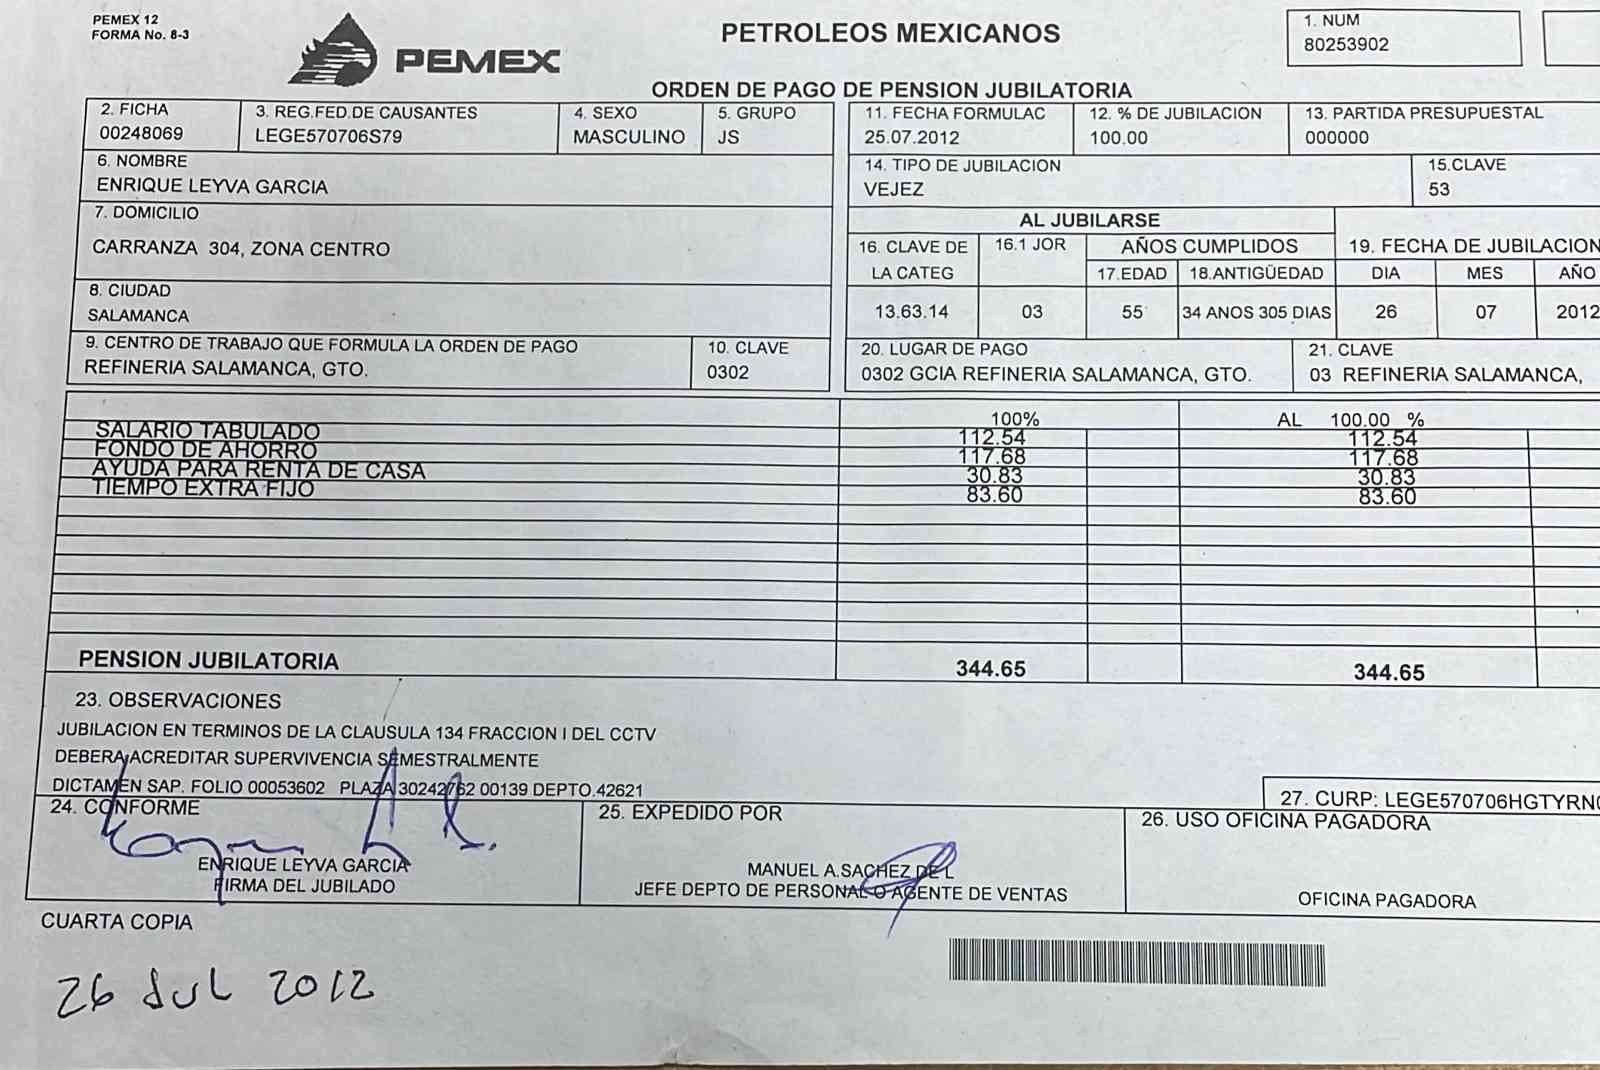 PEMEX 12
FORMA No. 8-3
PEMEX
PETROLEOS MEXICANOS
1. NUM
80253902
ORDEN DE PAGO DE PENSION JUBILATORIA
2. FICHA
00248069
3. REG.FED.DE CAUSANTES
LEGE570706S79
4. SEXO
MASCULINO
5. GRUPO
JS
11. FECHA FORMULAC
25.07.2012
12. % DE JUBILACION
100.00
13. PARTIDA PRESUPUESTAL
000000
6. NOMBRE
ENRIQUE LEYVA GARCIA
14. TIPO DE JUBILACION
VEJEZ
15.CLAVE
53
7. DOMICILIO
CARRANZA 304, ZONA CENTRO
AL JUBILARSE
16. CLAVE DE
LA CATEG
16.1 JOR
AÑOS CUMPLIDOS
17.EDAD
18.ANTIGÜEDAD
19. FECHA DE JUBILACION
DIA
MES
AÑO
8. CIUDAD
SALAMANCA
13.63.14
03
55
34 ANOS 305 DIAS
26
07
2012
9. CENTRO DE TRABAJO QUE FORMULA LA ORDEN DE PAGO
REFINERIA SALAMANCA, GTO.
10. CLAVE
0302
20. LUGAR DE PAGO
0302 GCIA REFINERIA SALAMANCA, GTO.
21. CLAVE
03 REFINERIA SALAMANCA,
100%
AL 100.00 %
SALARIO TABULADO 112.54 112.54
FONDO DE AHORRO 117.68 117.68
AYUDA PARA RENTA DE CASA 30.83 30.83
TIEMPO EXTRA FIJO 83.60 83.60
PENSION JUBILATORIA 344.65 344.65
23. OBSERVACIONES
JUBILACION EN TERMINOS DE LA CLAUSULA 134 FRACCION I DEL CCTV
DEBERA ACREDITAR SUPERVIVENCIA SEMESTRALMENTE
DICTAMEN SAP. FOLIO 00053602 PLAZA 30242762 00139 DEPTO.42621
27. CURP: LEGE570706HGTYRN0
24. CONFORME
ENRIQUE LEYVA GARCIA
FIRMA DEL JUBILADO
25. EXPEDIDO POR
MANUEL A.SACHEZ DE L
JEFE DEPTO DE PERSONAL O AGENTE DE VENTAS
26. USO OFICINA PAGADORA
OFICINA PAGADORA
CUARTA COPIA
26 JUL 2012